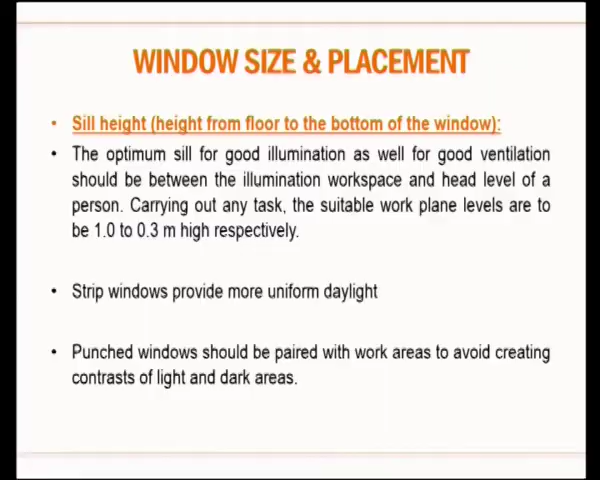 WINDOW SIZE & PLACEMENT
• Sill height (height from floor to the bottom of the window):
• The optimum sill for good illumination as well for good ventilation
should be between the illumination workspace and head level of a
person. Carrying out any task, the suitable work plane levels are to
be 1.0 to 0.3 m high respectively.
• Strip windows provide more uniform daylight
• Punched windows should be paired with work areas to avoid creating
contrasts of light and dark areas.